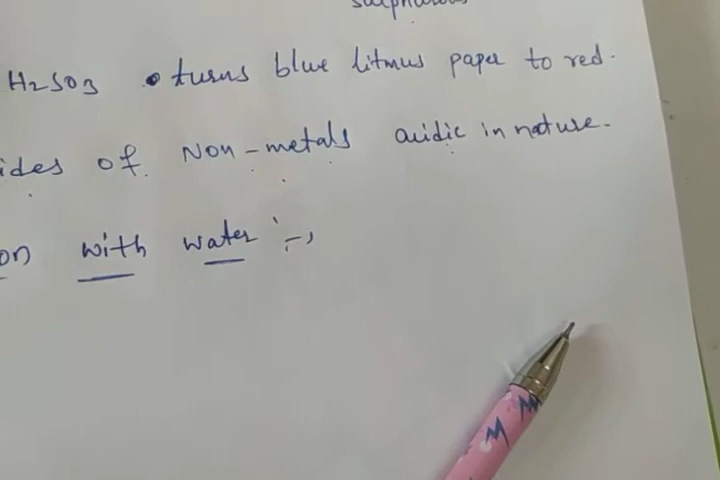 H2SO3 turns blue litmus paper to red.
ides of Non-metals acidic in nature.
on with water :-,